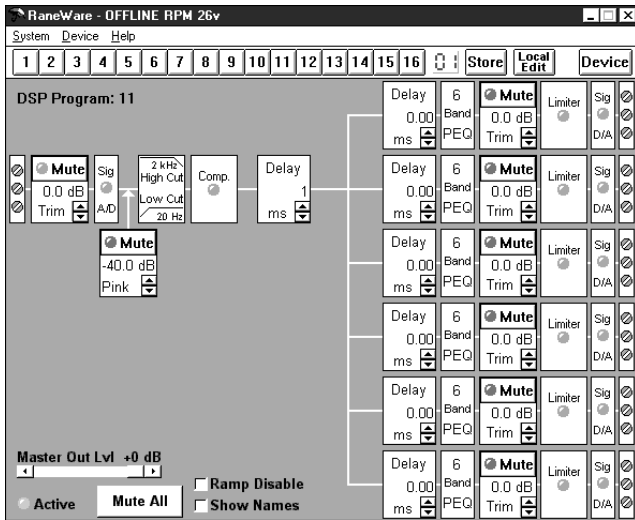 RaneWare - OFFLINE RPM 26v
System Device Help
1 2 3 4 5 6 7 8 9 10 11 12 13 14 15 16 01 Store Local Edit Device
DSP Program: 11
Mute
0.0 dB
Trim
Sig
A/D
2 kHz
High Cut
Low Cut
20 Hz
Comp.
Delay
1
ms
Mute
-40.0 dB
Pink
Delay
0.00
ms
6
Band
PEQ
Mute
0.0 dB
Trim
Limiter
Sig
D/A
Delay
0.00
ms
6
Band
PEQ
Mute
0.0 dB
Trim
Limiter
Sig
D/A
Delay
0.00
ms
6
Band
PEQ
Mute
0.0 dB
Trim
Limiter
Sig
D/A
Delay
0.00
ms
6
Band
PEQ
Mute
0.0 dB
Trim
Limiter
Sig
D/A
Delay
0.00
ms
6
Band
PEQ
Mute
0.0 dB
Trim
Limiter
Sig
D/A
Delay
0.00
ms
6
Band
PEQ
Mute
0.0 dB
Trim
Limiter
Sig
D/A
Master Out Lvl +0 dB
Active
Mute All
Ramp Disable
Show Names